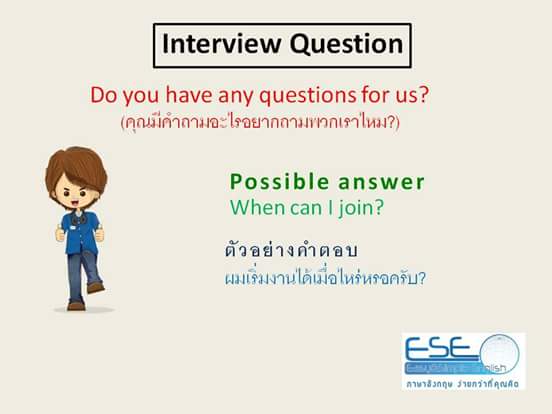 Interview Question
Do you have any questions for us?
(คุณมีคำถามอะไรอยากถามพวกเราไหม?)
Possible answer
When can I join?
ตัวอย่างคำตอบ
ผมเริ่มงานได้เมื่อไหร่หรอครับ?
ESE
Easy&Simple English
ภาษาอังกฤษ ง่ายกว่าที่คุณคิด